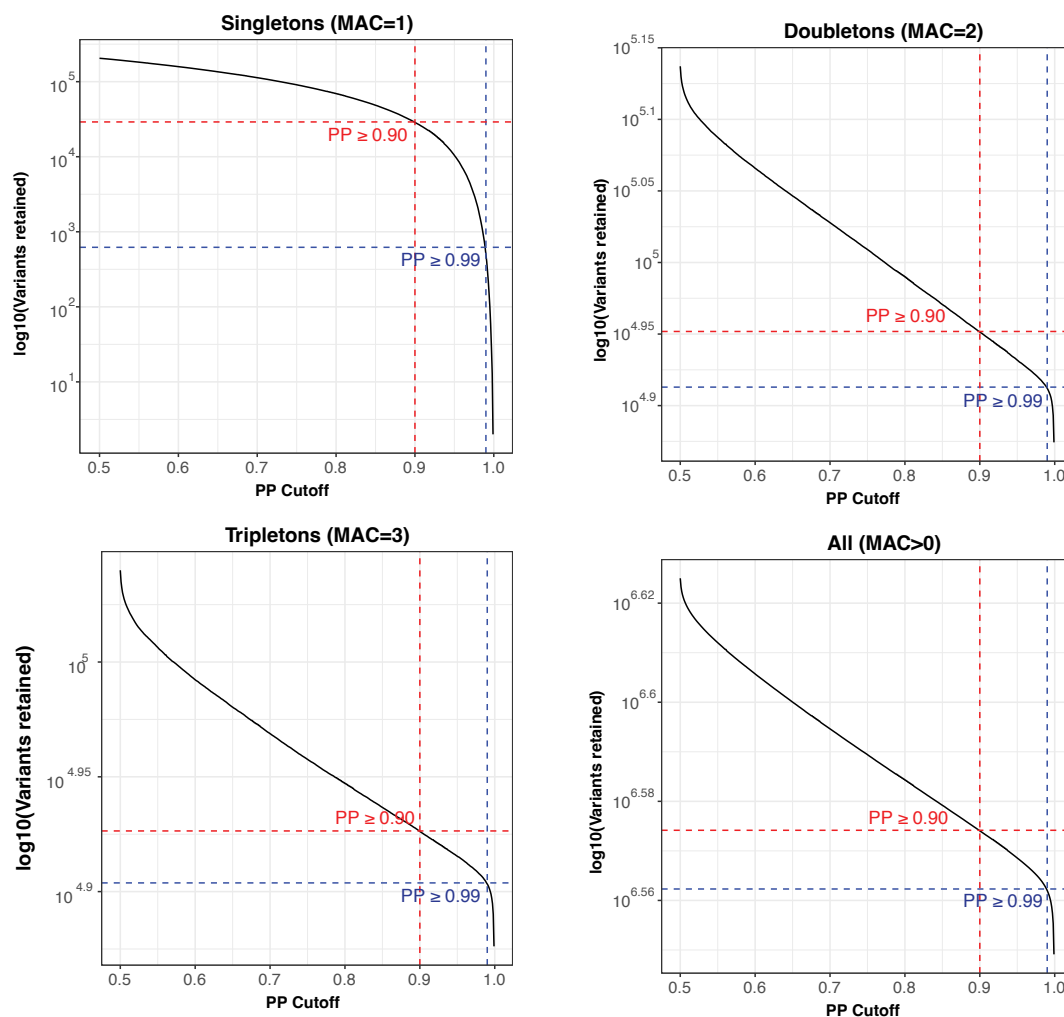 Singletons (MAC=1)
log10(Variants retained)
10^5
10^4
10^3
10^2
10^1
PP ≥ 0.90
PP ≥ 0.99
0.5 0.6 0.7 0.8 0.9 1.0
PP Cutoff
Doubletons (MAC=2)
log10(Variants retained)
10^5.15
10^5.1
10^5.05
10^5
10^4.95
10^4.9
PP ≥ 0.90
PP ≥ 0.99
0.5 0.6 0.7 0.8 0.9 1.0
PP Cutoff
Tripletons (MAC=3)
log10(Variants retained)
10^5
10^4.95
10^4.9
PP ≥ 0.90
PP ≥ 0.99
0.5 0.6 0.7 0.8 0.9 1.0
PP Cutoff
All (MAC>0)
log10(Variants retained)
10^6.62
10^6.6
10^6.58
10^6.56
PP ≥ 0.90
PP ≥ 0.99
0.5 0.6 0.7 0.8 0.9 1.0
PP Cutoff